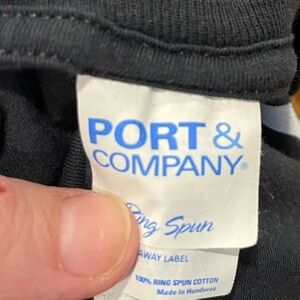 PORT &
COMPANY®
Ring Spun
AWAY LABEL
100% RING SPUN COTTON
Made In Honduras